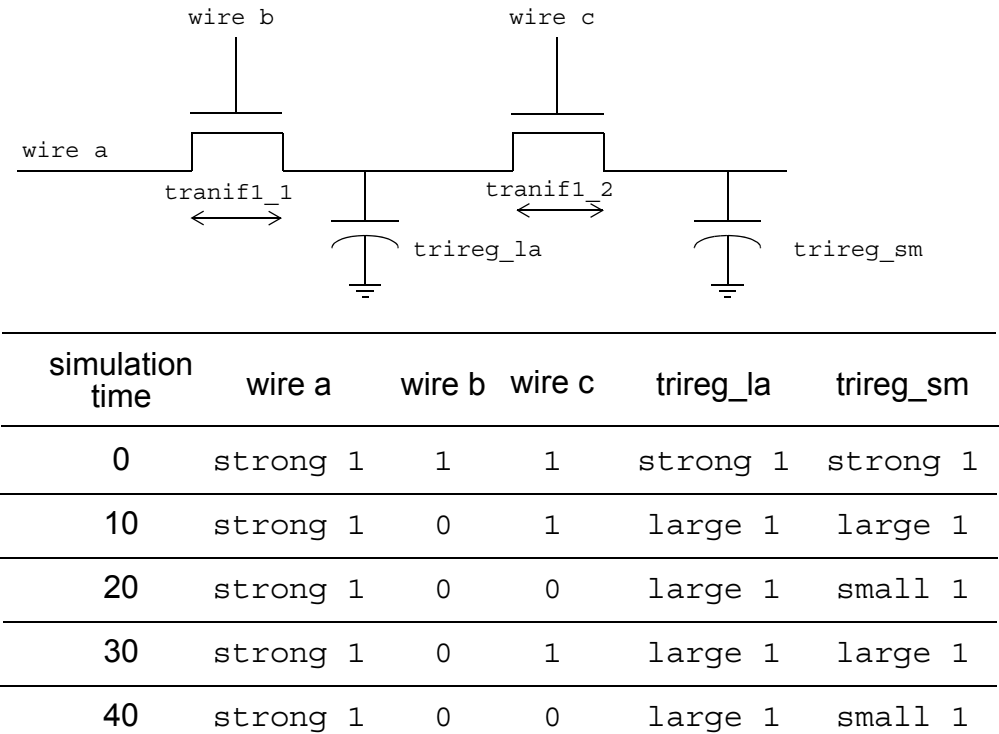 wire b wire c
wire a
tranif1_1 tranif1_2
trireg_la trireg_sm
simulation time wire a wire b wire c trireg_la trireg_sm
0 strong 1 1 1 strong 1 strong 1
10 strong 1 0 1 large 1 large 1
20 strong 1 0 0 large 1 small 1
30 strong 1 0 1 large 1 large 1
40 strong 1 0 0 large 1 small 1